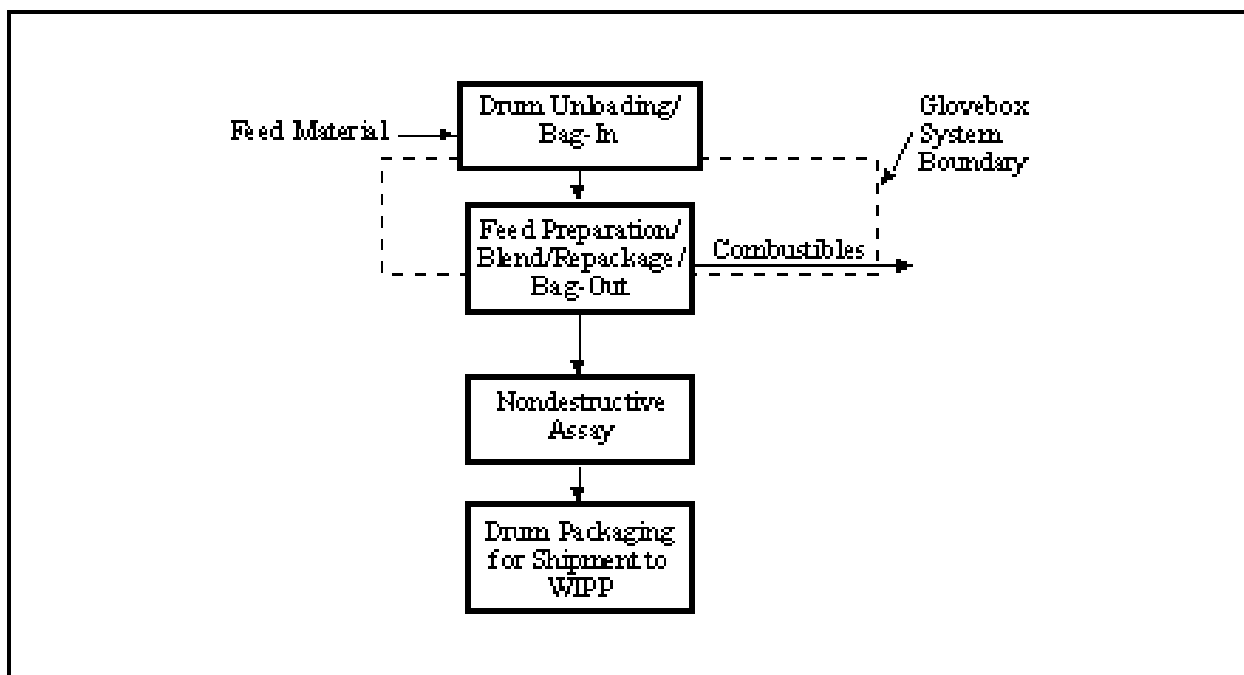 Drum Unloading/
Bag-In
Feed Material
Glovebox
System
Boundary
Feed Preparation/
Blend/Repackage/
Bag-Out
Combustibles
Nondestructive
Assay
Drum Packaging
for Shipment to
WIPP